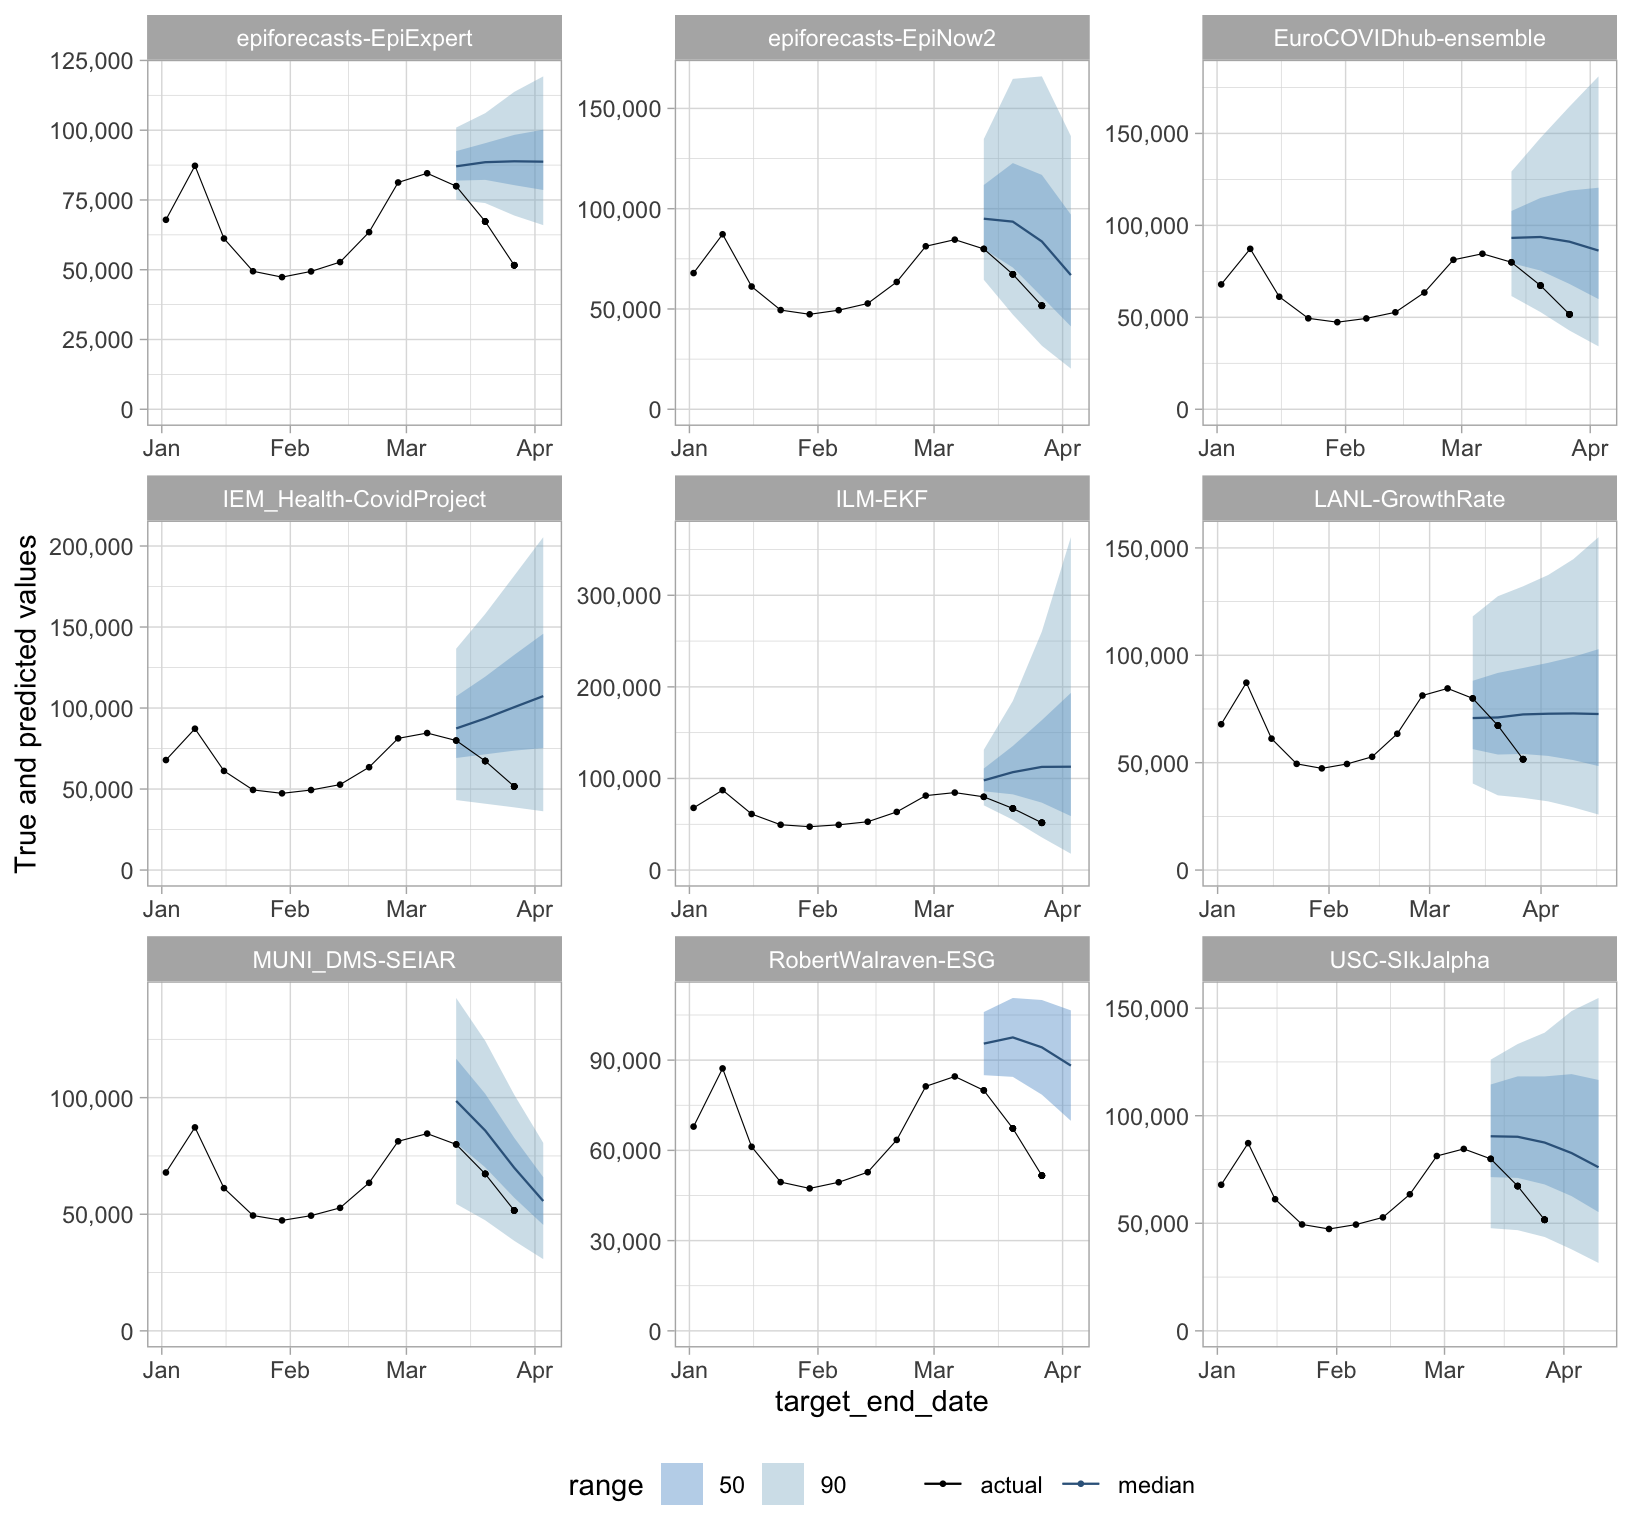 epiforecasts-EpiExpert
epiforecasts-EpiNow2
EuroCOVIDhub-ensemble
125,000
100,000
75,000
50,000
25,000
0
150,000
100,000
50,000
0
150,000
100,000
50,000
0
Jan Feb Mar Apr
Jan Feb Mar Apr
Jan Feb Mar Apr
True and predicted values
IEM_Health-CovidProject
ILM-EKF
LANL-GrowthRate
200,000
150,000
100,000
50,000
0
300,000
200,000
100,000
0
150,000
100,000
50,000
0
Jan Feb Mar Apr
Jan Feb Mar Apr
Jan Feb Mar Apr
MUNI_DMS-SEIAR
RobertWalraven-ESG
USC-SIkJalpha
100,000
50,000
0
90,000
60,000
30,000
0
150,000
100,000
50,000
0
Jan Feb Mar Apr
Jan Feb Mar Apr
Jan Feb Mar Apr
target_end_date
range 50 90 actual median